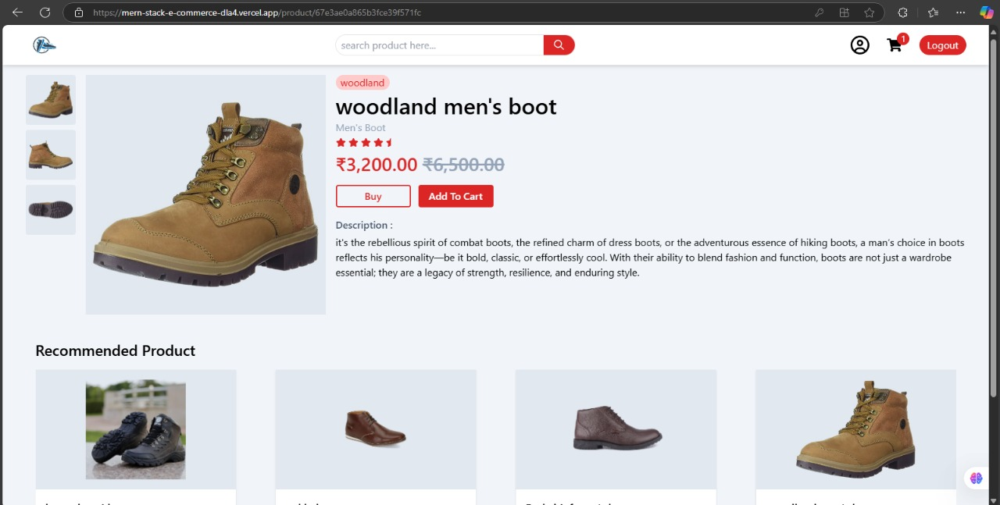 https://mern-stack-e-commerce-dla4.vercel.app/product/67e3ae0a865b3fce39f571fc
search product here...
1
Logout
woodland
woodland men's boot
Men's Boot
₹3,200.00 ₹6,500.00
Buy
Add To Cart
Description :
it's the rebellious spirit of combat boots, the refined charm of dress boots, or the adventurous essence of hiking boots, a man's choice in boots
reflects his personality—be it bold, classic, or effortlessly cool. With their ability to blend fashion and function, boots are not just a wardrobe
essential; they are a legacy of strength, resilience, and enduring style.
Recommended Product